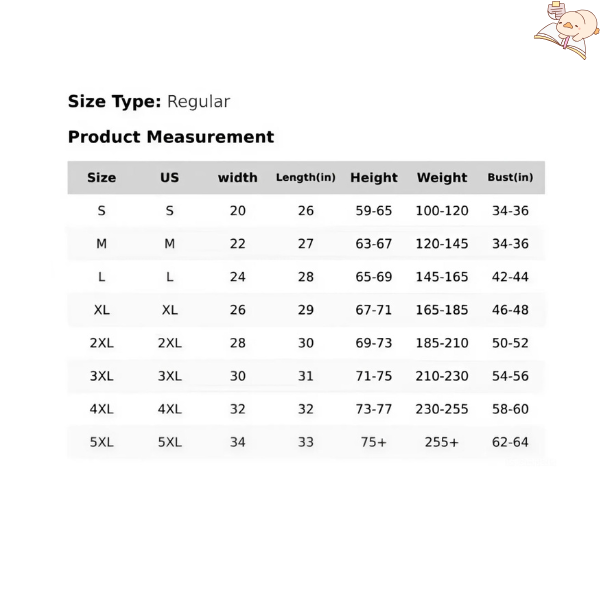 Size Type: Regular
Product Measurement
Size US width Length(in) Height Weight Bust(in)
S S 20 26 59-65 100-120 34-36
M M 22 27 63-67 120-145 34-36
L L 24 28 65-69 145-165 42-44
XL XL 26 29 67-71 165-185 46-48
2XL 2XL 28 30 69-73 185-210 50-52
3XL 3XL 30 31 71-75 210-230 54-56
4XL 4XL 32 32 73-77 230-255 58-60
5XL 5XL 34 33 75+ 255+ 62-64